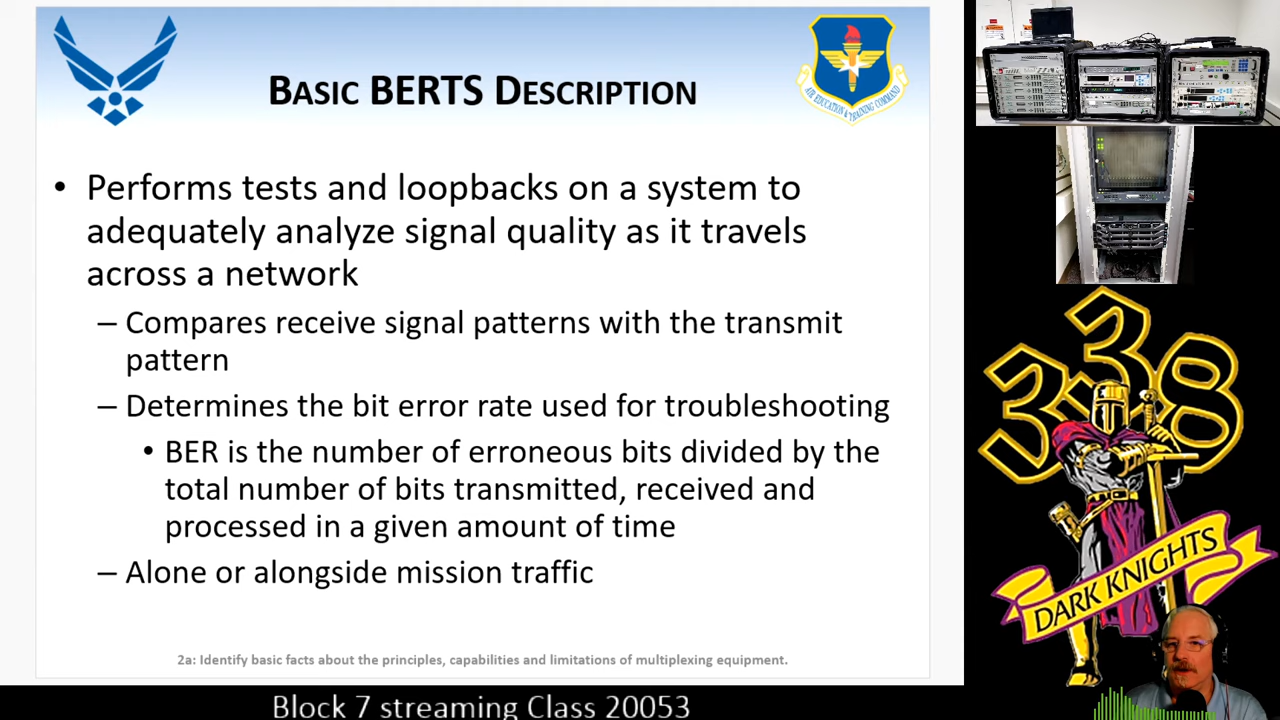 BASIC BERTS DESCRIPTION
AIR EDUCATION & TRAINING COMMAND
• Performs tests and loopbacks on a system to
adequately analyze signal quality as it travels
across a network
– Compares receive signal patterns with the transmit
pattern
– Determines the bit error rate used for troubleshooting
• BER is the number of erroneous bits divided by the
total number of bits transmitted, received and
processed in a given amount of time
– Alone or alongside mission traffic
2a: Identify basic facts about the principles, capabilities and limitations of multiplexing equipment.
338
DARK KNIGHTS
Block 7 streaming Class 20053